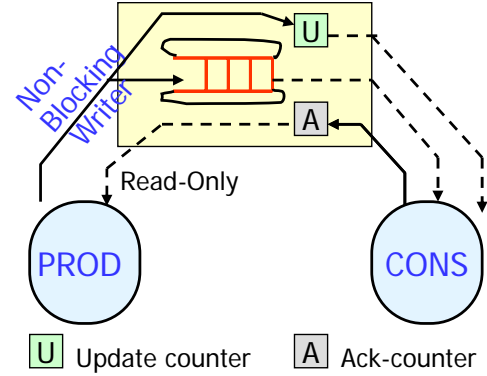 U
Non-
Blocking
Writer
A
Read-Only
PROD
CONS
U Update counter
A Ack-counter